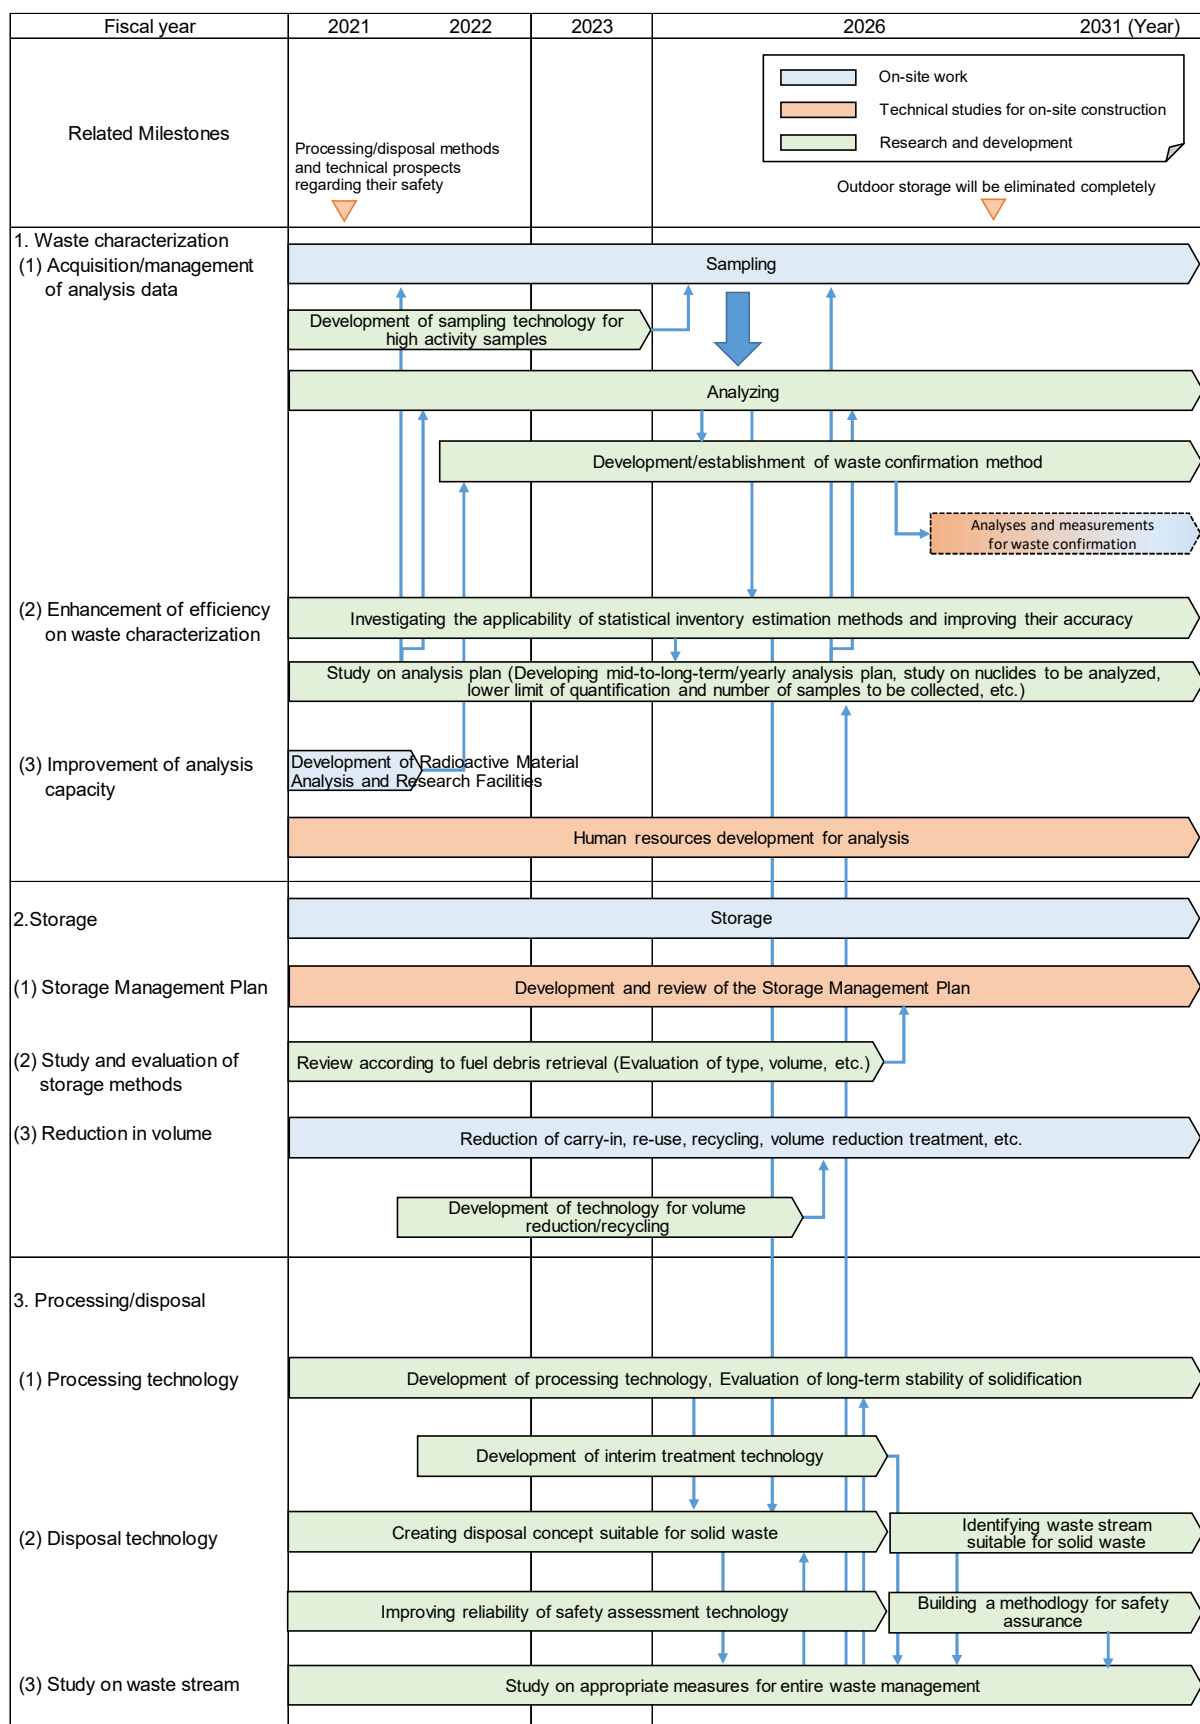 Fiscal year
2021
2022
2023
2026
2031 (Year)
On-site work
Technical studies for on-site construction
Research and development
Related Milestones
Processing/disposal methods
and technical prospects
regarding their safety
Outdoor storage will be eliminated completely
1. Waste characterization
(1) Acquisition/management
of analysis data
Sampling
Development of sampling technology for
high activity samples
Analyzing
Development/establishment of waste confirmation method
Analyses and measurements
for waste confirmation
(2) Enhancement of efficiency
on waste characterization
Investigating the applicability of statistical inventory estimation methods and improving their accuracy
Study on analysis plan (Developing mid-to-long-term/yearly analysis plan, study on nuclides to be analyzed,
lower limit of quantification and number of samples to be collected, etc.)
(3) Improvement of analysis
capacity
Development of Radioactive Material
Analysis and Research Facilities
Human resources development for analysis
2.Storage
Storage
(1) Storage Management Plan
Development and review of the Storage Management Plan
(2) Study and evaluation of
storage methods
Review according to fuel debris retrieval (Evaluation of type, volume, etc.)
(3) Reduction in volume
Reduction of carry-in, re-use, recycling, volume reduction treatment, etc.
Development of technology for volume
reduction/recycling
3. Processing/disposal
(1) Processing technology
Development of processing technology, Evaluation of long-term stability of solidification
Development of interim treatment technology
(2) Disposal technology
Creating disposal concept suitable for solid waste
Identifying waste stream
suitable for solid waste
Improving reliability of safety assessment technology
Building a methodlogy for safety
assurance
(3) Study on waste stream
Study on appropriate measures for entire waste management